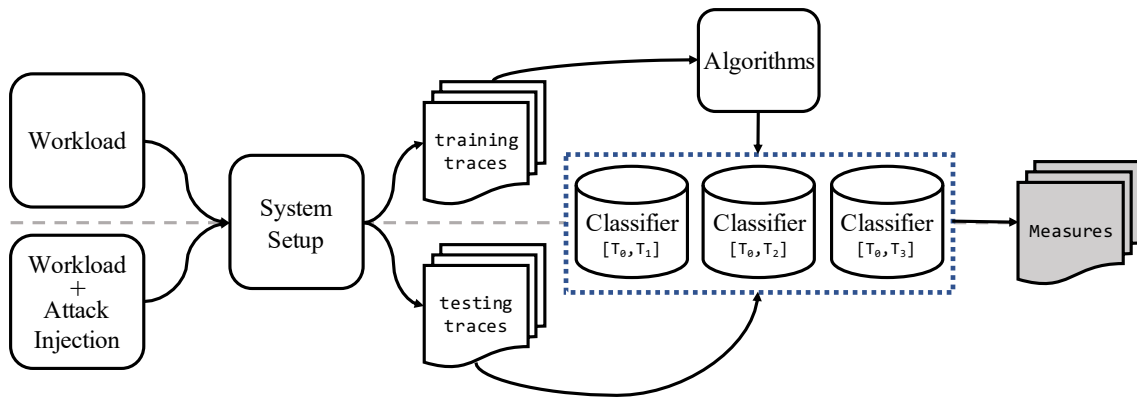 Workload
Workload
+
Attack
Injection
System
Setup
training
traces
testing
traces
Algorithms
Classifier
[T₀,T₁]
Classifier
[T₀,T₂]
Classifier
[T₀,T₃]
Measures